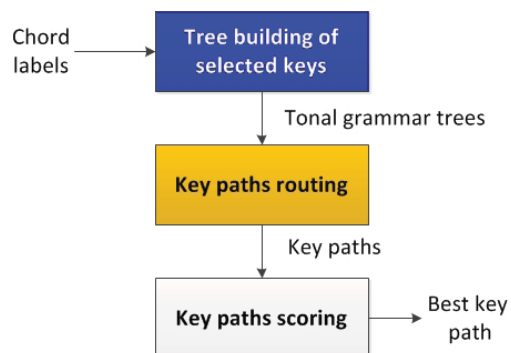 Chord
labels
Tree building of
selected keys
Tonal grammar trees
Key paths routing
Key paths
Key paths scoring
Best key
path